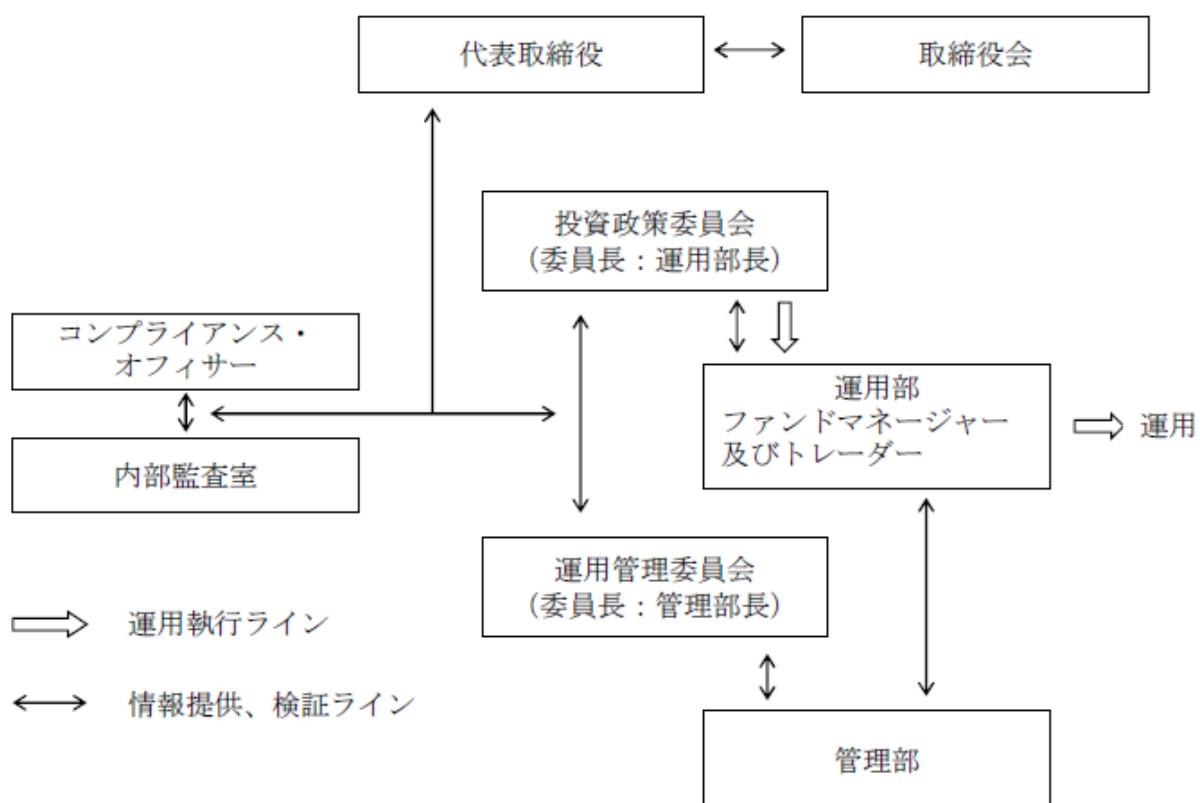 代表取締役
取締役会
投資政策委員会
（委員長：運用部長）
コンプライアンス・
オフィサー
内部監査室
運用部
ファンドマネージャー
及びトレーダー
運用
運用管理委員会
（委員長：管理部長）
運用執行ライン
情報提供、検証ライン
管理部